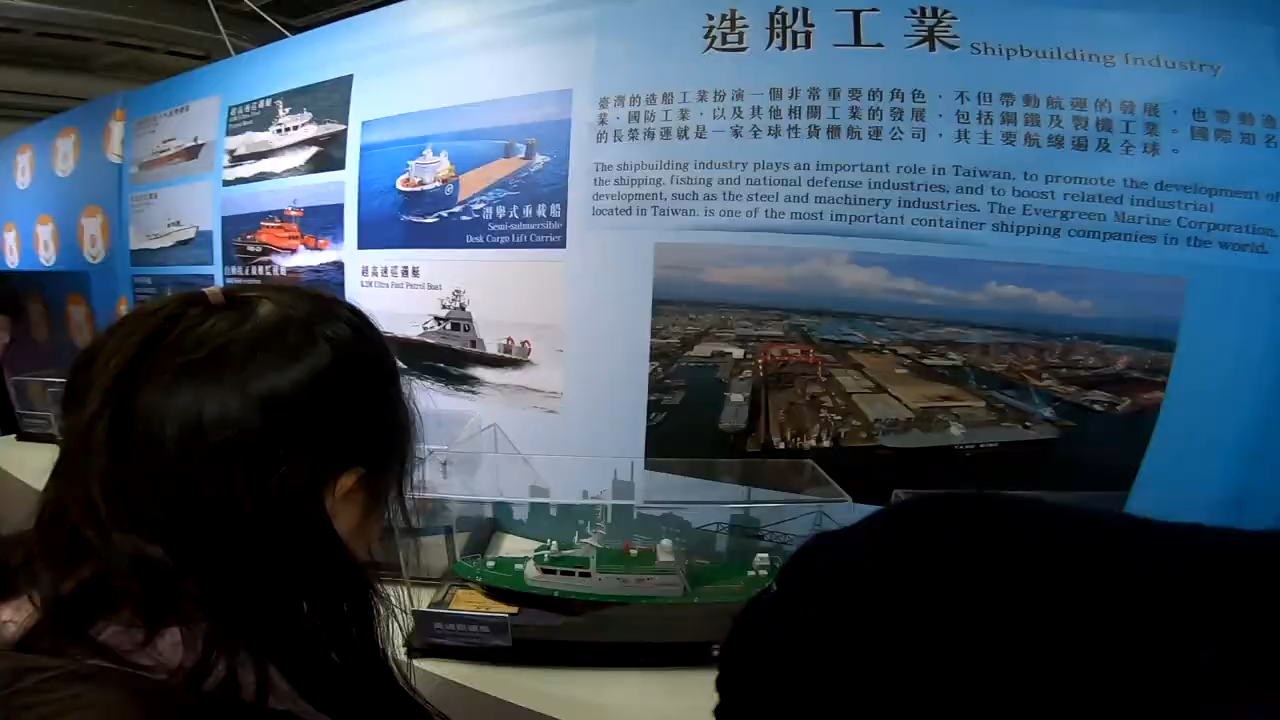 造船工業
Shipbuilding Industry
臺灣的造船工業扮演一個非常重要的角色，不但帶動航運的發展，也帶動漁
業、國防工業，以及其他相關工業的發展，包括鋼鐵及製機工業。國際知名
的長榮海運就是一家全球性貨櫃航運公司，其主要航線遍及全球。
The shipbuilding industry plays an important role in Taiwan, to promote the development of
the shipping, fishing and national defense industries, and to boost related industrial
development, such as the steel and machinery industries. The Evergreen Marine Corporation,
located in Taiwan, is one of the most important container shipping companies in the world.
超高速巡邏艇
潛舉式重載船
Semi-submersible
Desk Cargo Lift Carrier
超高速巡邏艇
Ultra Fast Patrol Boat